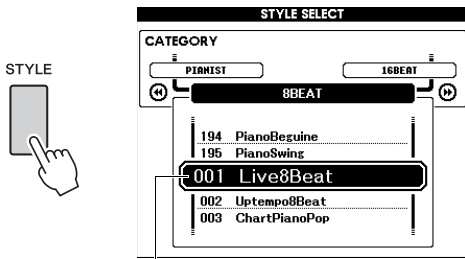 STYLE SELECT
CATEGORY
STYLE
PIANIST 16BEAT
8BEAT
194 PianoBeguine
195 PianoSwing
001 Live8Beat
002 Uptempo8Beat
003 ChartPianoPop